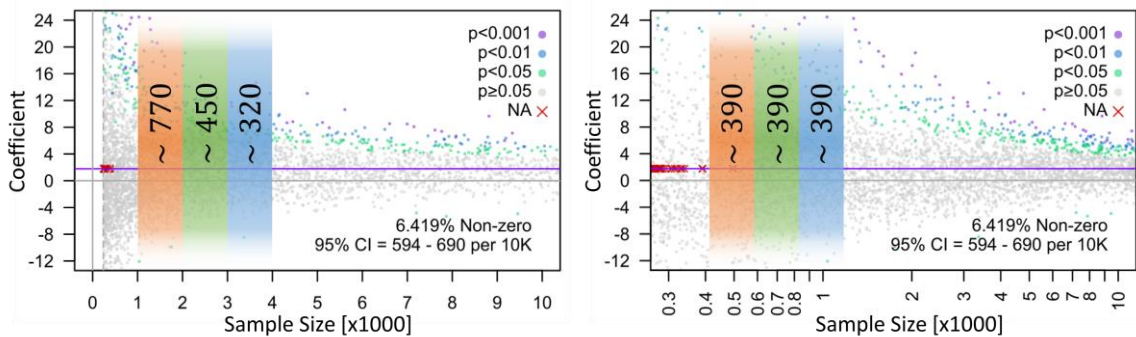 24
20
16
12
8
4
0
-4
-8
-12
Coefficient
~ 770
~ 450
~ 320
p<0.001
p<0.01
p<0.05
p≥0.05
NA
6.419% Non-zero
95% CI = 594 - 690 per 10K
0 1 2 3 4 5 6 7 8 9 10
Sample Size [x1000]
24
20
16
12
8
4
0
-4
-8
-12
Coefficient
~ 390
~ 390
~ 390
p<0.001
p<0.01
p<0.05
p≥0.05
NA
6.419% Non-zero
95% CI = 594 - 690 per 10K
0.3 0.4 0.5 0.6 0.7 0.8 1 2 3 4 5 6 7 8 10
Sample Size [x1000]